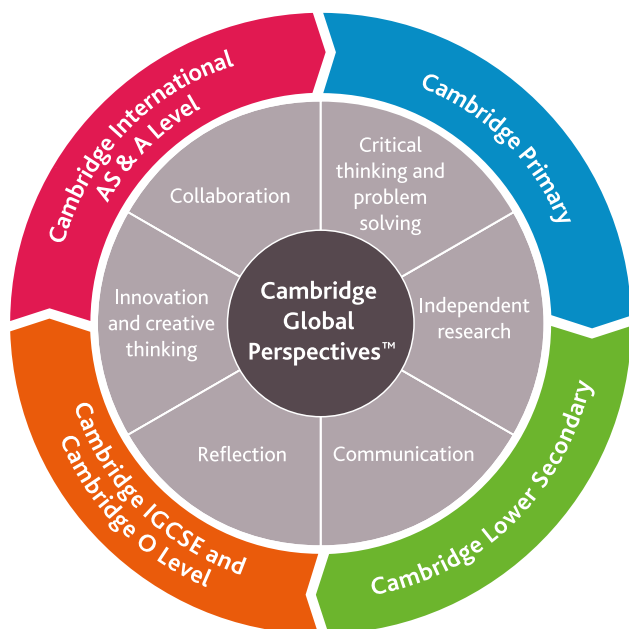 Cambridge International
AS & A Level
Cambridge Primary
Cambridge Lower Secondary
Cambridge IGCSE and
Cambridge O Level
Critical
thinking and
problem
solving
Independent
research
Communication
Reflection
Innovation
and creative
thinking
Collaboration
Cambridge
Global
Perspectives™